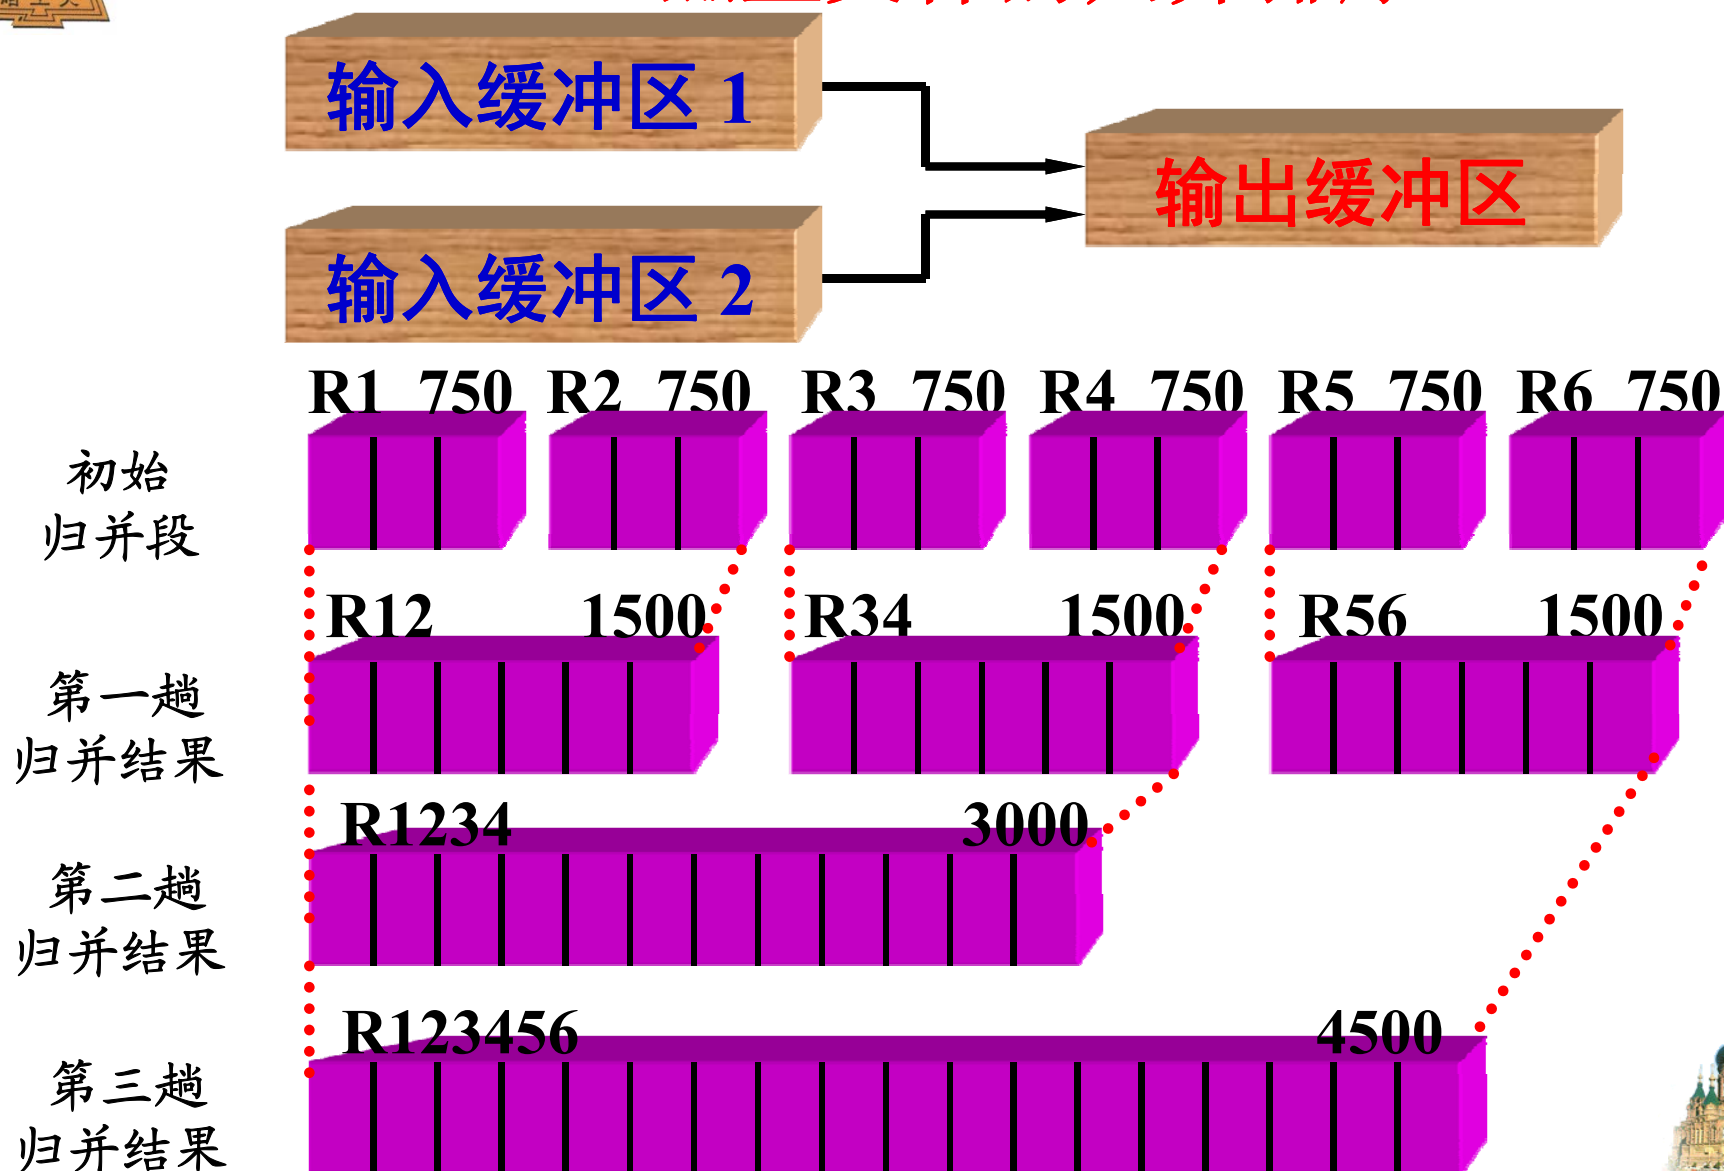 输入缓冲区 1
输出缓冲区
输入缓冲区 2
R1 750 R2 750 R3 750 R4 750 R5 750 R6 750
初始
归并段
R12 1500 R34 1500 R56 1500
第一趟
归并结果
R1234 3000
第二趟
归并结果
R123456 4500
第三趟
归并结果